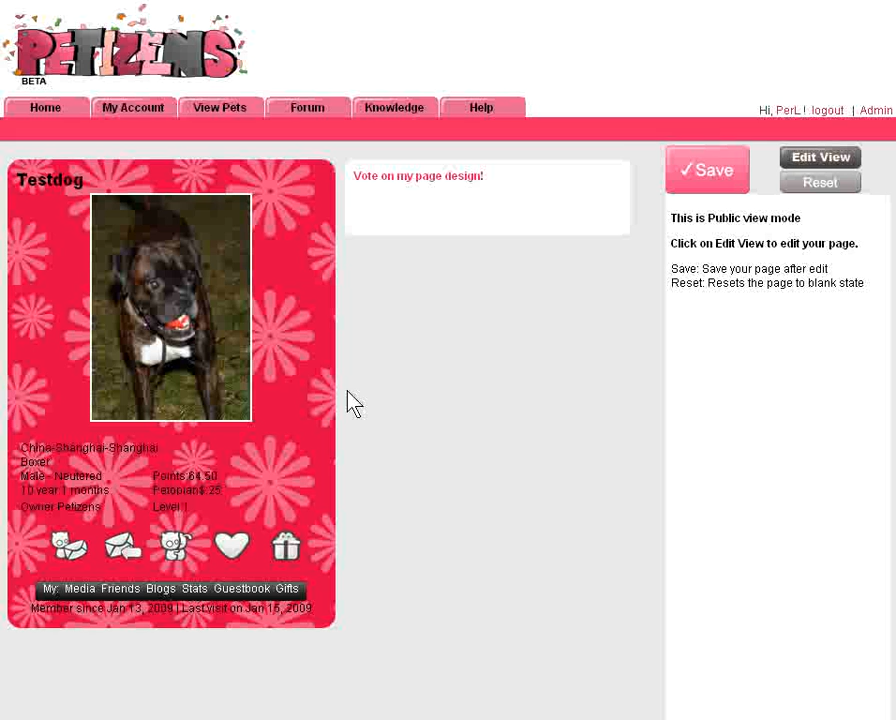 PETIZENS
BETA
Home My Account View Pets Forum Knowledge Help
Hi, PerL ! logout | Admin
Testdog
Vote on my page design!
✓Save
Edit View
Reset
This is Public view mode
Click on Edit View to edit your page.
Save: Save your page after edit
Reset: Resets the page to blank state
China-Shanghai-Shanghai
Boxer
Male - Neutered Points 64.50
10 year 1 months Petopian$ 25
Owner Petizens Level 1
My: Media Friends Blogs Stats Guestbook Gifts
Member since Jan 13, 2009 | Last visit on Jan 15, 2009